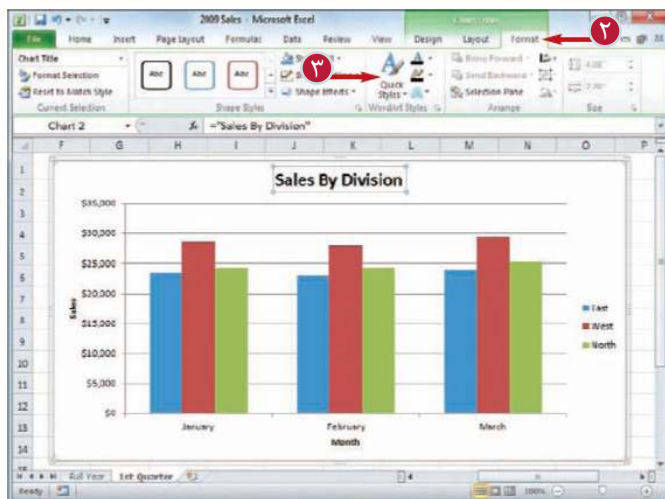 2009 Sales - Microsoft Excel
File Home Insert Page Layout Formulas Data Review View Design Layout Format
۲
Chart Title
Format Selection
Reset to Match Style
Current Selection
Abc Abc Abc
Shape Effects
Shape Styles
۳
Quick Styles
WordArt Styles
Bring Forward
Send Backward
Selection Pane
Arrange
Size
Chart 2 fx ="Sales By Division"
F G H I J K L M N O P
1
2
3
4
5
6
7
8
9
10
11
12
13
14
Sales By Division
$35,000
$30,000
$25,000
$20,000
$15,000
$10,000
$5,000
$0
Sales
January February March
Month
East
West
North
Full Year 1st Quarter
Ready 100%